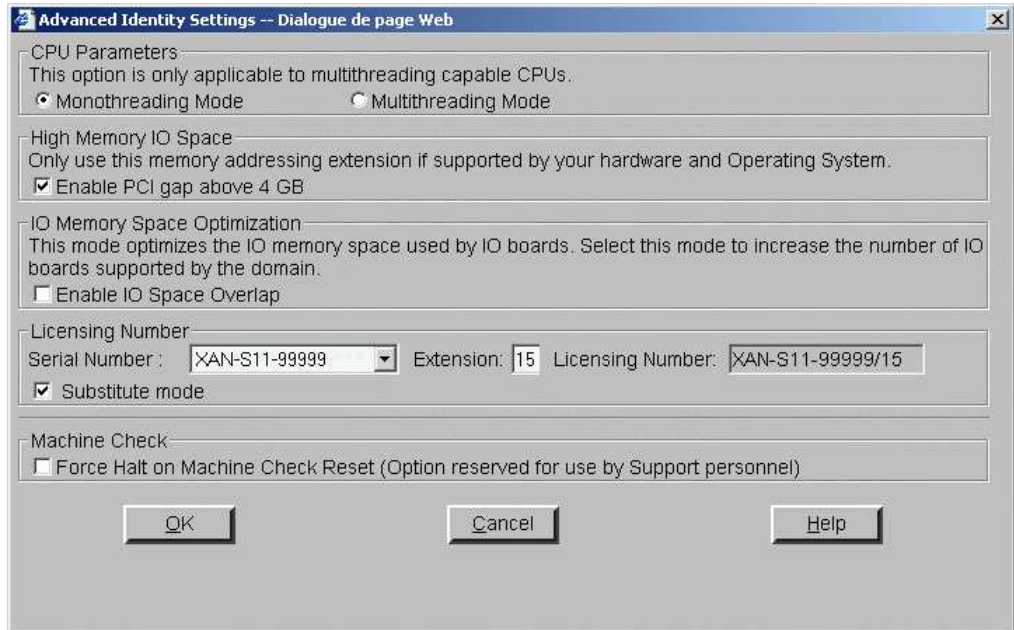 Advanced Identity Settings -- Dialogue de page Web
CPU Parameters
This option is only applicable to multithreading capable CPUs.
Monothreading Mode Multithreading Mode
High Memory IO Space
Only use this memory addressing extension if supported by your hardware and Operating System.
Enable PCI gap above 4 GB
IO Memory Space Optimization
This mode optimizes the IO memory space used by IO boards. Select this mode to increase the number of IO
boards supported by the domain.
Enable IO Space Overlap
Licensing Number
Serial Number : XAN-S11-99999 Extension: 15 Licensing Number: XAN-S11-99999/15
Substitute mode
Machine Check
Force Halt on Machine Check Reset (Option reserved for use by Support personnel)
OK Cancel Help